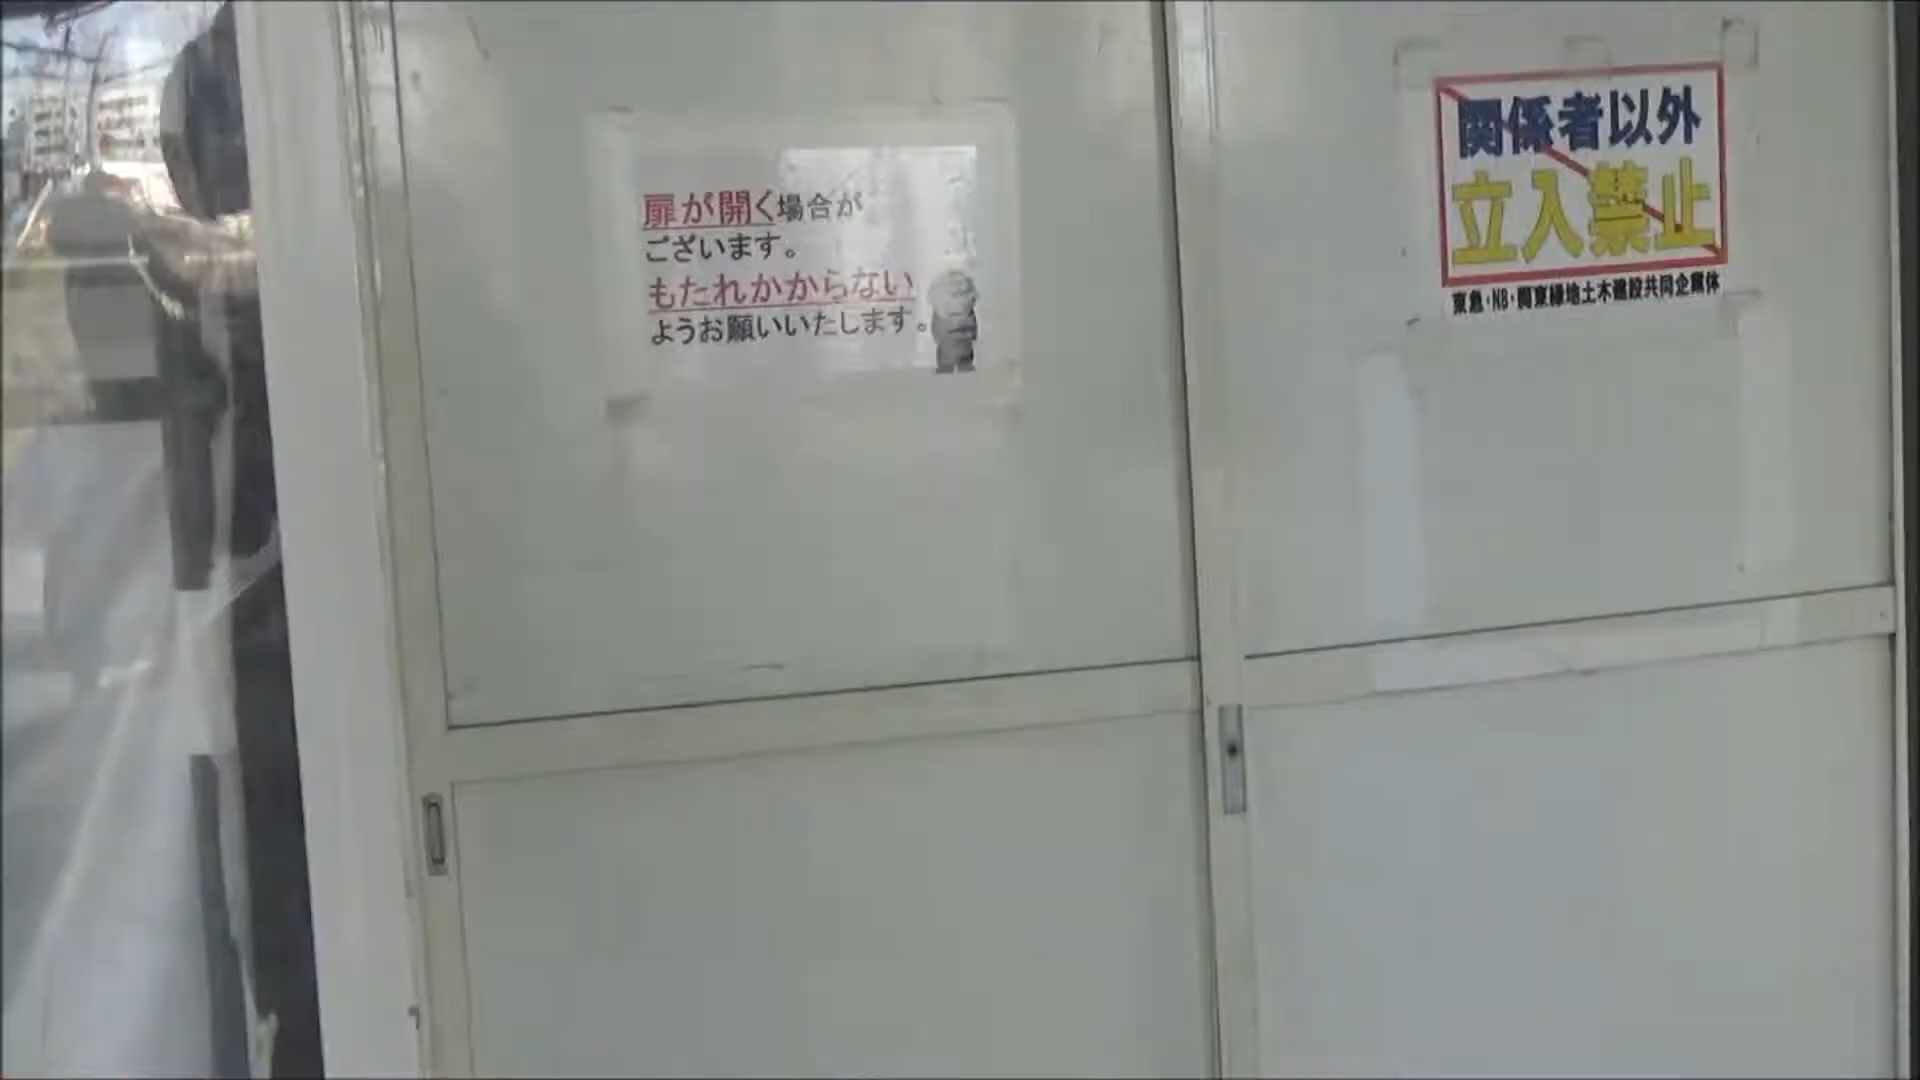 扉が開く場合が
ございます。
もたれかからない
ようお願いいたします。
関係者以外
立入禁止
東急・NB・関東緑地土木建設共同企業体